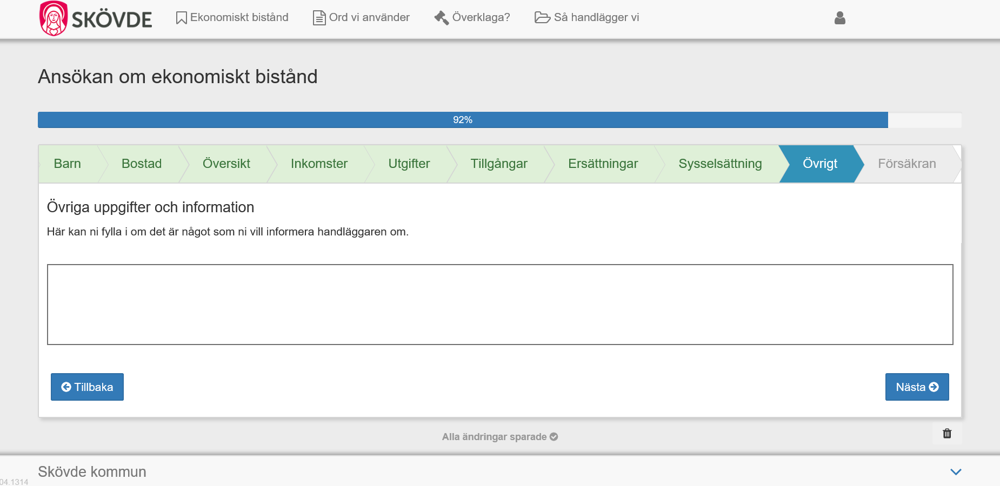 SKÖVDE Ekonomiskt bistånd Ord vi använder Överklaga? Så handlägger vi
Ansökan om ekonomiskt bistånd
92%
Barn Bostad Översikt Inkomster Utgifter Tillgångar Ersättningar Sysselsättning Övrigt Försäkran
Övriga uppgifter och information
Här kan ni fylla i om det är något som ni vill informera handläggaren om.
Tillbaka Nästa
Alla ändringar sparade
Skövde kommun
04.1314